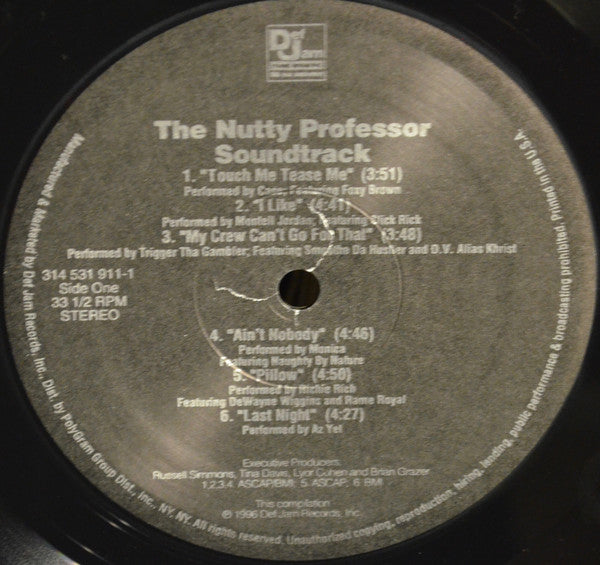 Def
Jam
The Nutty Professor
Soundtrack
1. "Touch Me Tease Me" (3:51)
Performed by Case; Featuring Foxy Brown
2. "I Like" (4:41)
Performed by Montell Jordan; Featuring Slick Rick
3. "My Crew Can't Go For That" (3:48)
Performed by Trigger Tha Gambler; Featuring Smoothe Da Hustler and D.V. Alias Khrist
314 531 911-1
Side One
33 1/2 RPM
STEREO
4. "Ain't Nobody" (4:46)
Performed by Monica
Featuring Naughty By Nature
5. "Pillow" (4:50)
Performed by Richie Rich
Featuring DeWayne Wiggins and Rame Royal
6. "Last Night" (4:27)
Performed by Az Yet
Executive Producers:
Russell Simmons, Tina Davis, Lyor Cohen and Brian Grazer
1,2,3,4: ASCAP/BMI; 5: ASCAP; 6: BMI
This compilation
℗ 1996 Def Jam Records, Inc.
Manufactured & Marketed by Def Jam Records, Inc., Dist. by PolyGram Group Dist., Inc., NY, NY. All rights reserved. Unauthorized copying, reproduction, hiring, lending, public performance & broadcasting prohibited. Printed in the U.S.A.